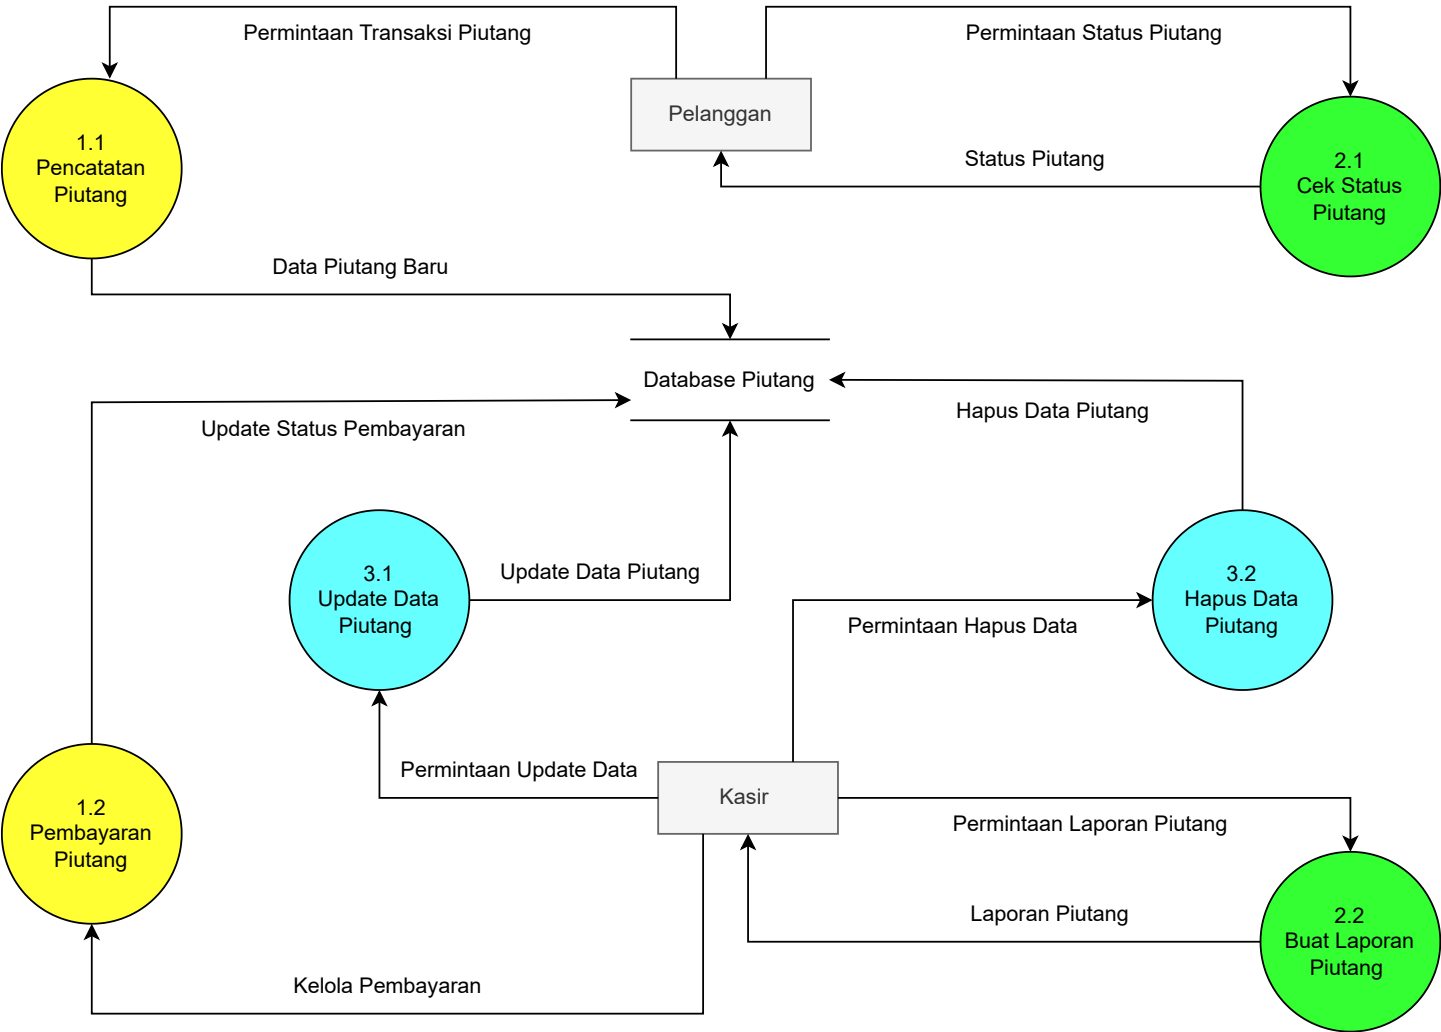 Permintaan Transaksi Piutang
Permintaan Status Piutang
Pelanggan
1.1
Pencatatan
Piutang
Status Piutang
2.1
Cek Status
Piutang
Data Piutang Baru
Database Piutang
Hapus Data Piutang
Update Status Pembayaran
3.1
Update Data
Piutang
Update Data Piutang
3.2
Hapus Data
Piutang
Permintaan Hapus Data
Permintaan Update Data
Kasir
1.2
Pembayaran
Piutang
Permintaan Laporan Piutang
Laporan Piutang
2.2
Buat Laporan
Piutang
Kelola Pembayaran